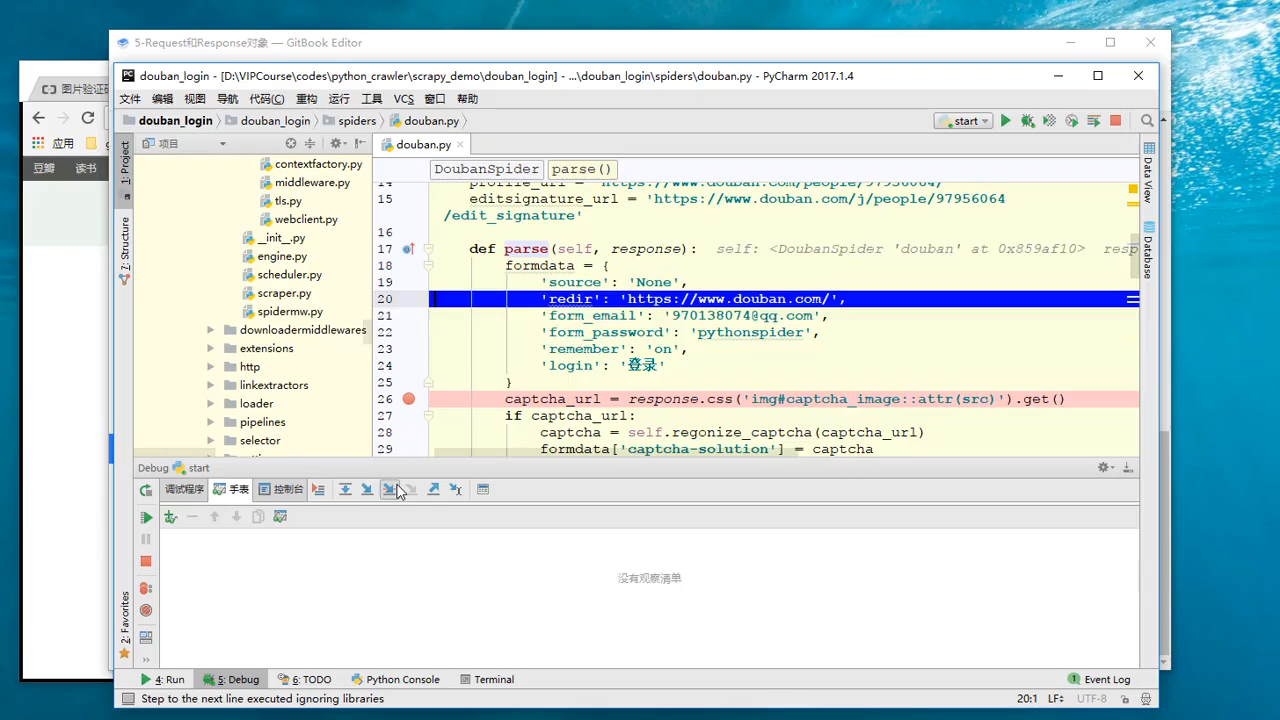 5-Request和Response对象 — GitBook Editor
图片验证码
应用
豆瓣 读书
douban_login - [D:\VIPCourse\codes\python_crawler\scrapy_demo\douban_login] - ...\douban_login\spiders\douban.py - PyCharm 2017.1.4
文件 编辑 视图 导航 代码(C) 重构 运行 工具 VCS 窗口 帮助
douban_login douban_login spiders douban.py start
1: Project
7: Structure
2: Favorites
项目
douban.py
DoubanSpider parse()
contextfactory.py
middleware.py
tls.py
webclient.py
__init__.py
engine.py
scheduler.py
scraper.py
spidermw.py
downloadermiddlewares
extensions
http
linkextractors
loader
pipelines
selector
14 profile_url = 'https://www.douban.com/people/97956064/'
15 editsignature_url = 'https://www.douban.com/j/people/97956064
/edit_signature'
16
17 def parse(self, response): self: <DoubanSpider 'douban' at 0x859af10> resp
18 formdata = {
19 'source': 'None',
20 'redir': 'https://www.douban.com/',
21 'form_email': '970138074@qq.com',
22 'form_password': 'pythonspider',
23 'remember': 'on',
24 'login': '登录'
25 }
26 captcha_url = response.css('img#captcha_image::attr(src)').get()
27 if captcha_url:
28 captcha = self.regonize_captcha(captcha_url)
29 formdata['captcha-solution'] = captcha
Data View
Database
Debug start
调试程序 手表 控制台
没有观察清单
4: Run 5: Debug 6: TODO Python Console Terminal 1 Event Log
Step to the next line executed ignoring libraries 20:1 LF UTF-8